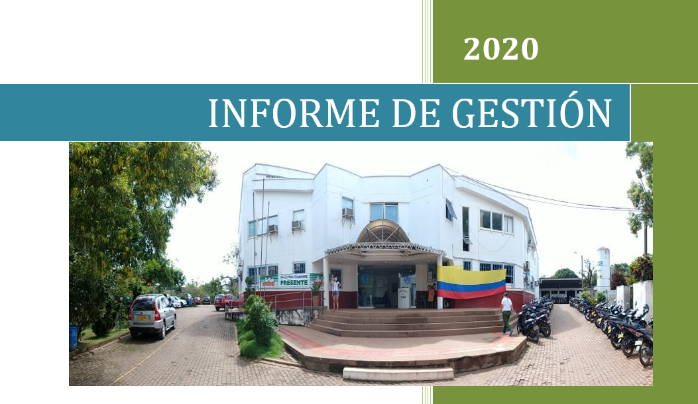 2020
INFORME DE GESTIÓN
PRESENTE